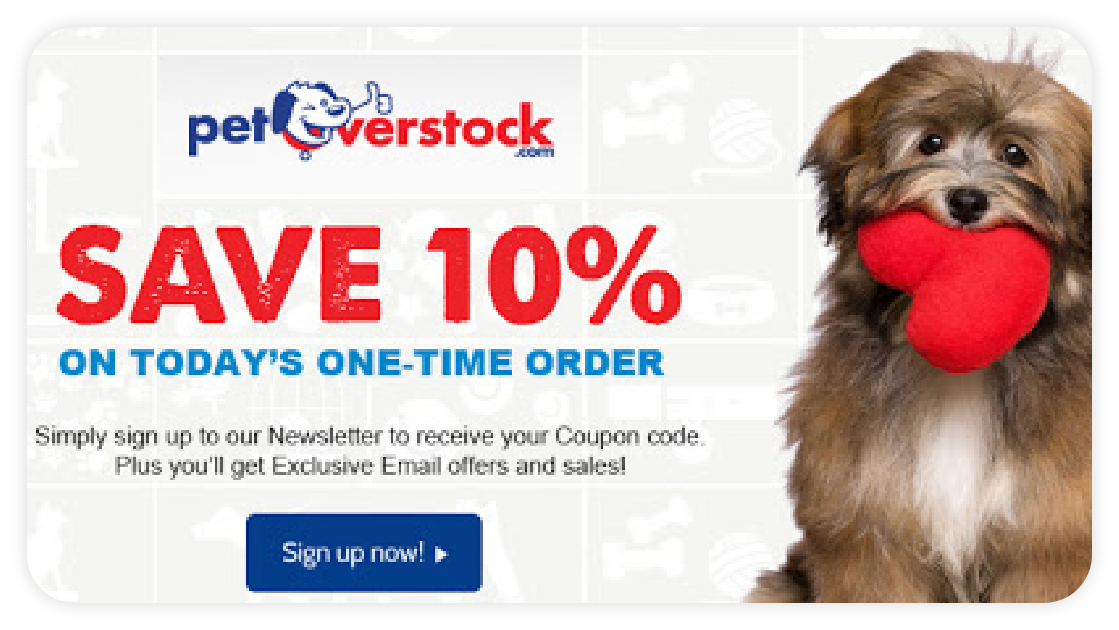 petOverstock
.com
SAVE 10%
ON TODAY'S ONE-TIME ORDER
Simply sign up to our Newsletter to receive your Coupon code.
Plus you'll get Exclusive Email offers and sales!
Sign up now!